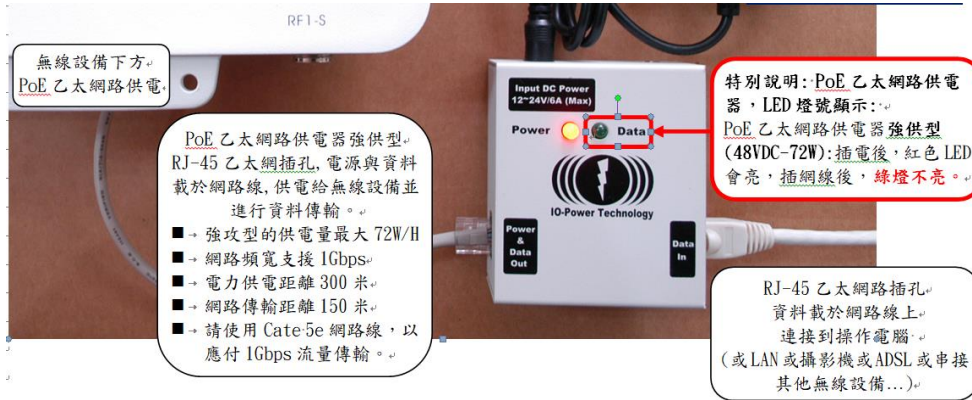 RF1-S
無線設備下方
PoE 乙太網路供電
PoE 乙太網路供電器強供型
RJ-45 乙太網插孔,電源與資料
載於網路線,供電給無線設備並
進行資料傳輸。
■→ 強攻型的供電量最大 72W/H
■→ 網路頻寬支援 1Gbps
■→ 電力供電距離 300 米
■→ 網路傳輸距離 150 米
■→ 請使用 Cate-5e 網路線,以
應付 1Gbps 流量傳輸。
Input DC Power
12~24V/6A (Max)
Power
Data
IO-Power Technology
Power
&
Data
Out
Data
In
特別說明:PoE 乙太網路供電
器,LED 燈號顯示:
PoE 乙太網路供電器強供型
(48VDC-72W):插電後,紅色 LED
會亮,插網線後,綠燈不亮。
RJ-45 乙太網路插孔
資料載於網路線上
連接到操作電腦
(或 LAN 或攝影機或 ADSL 或串接
其他無線設備...)